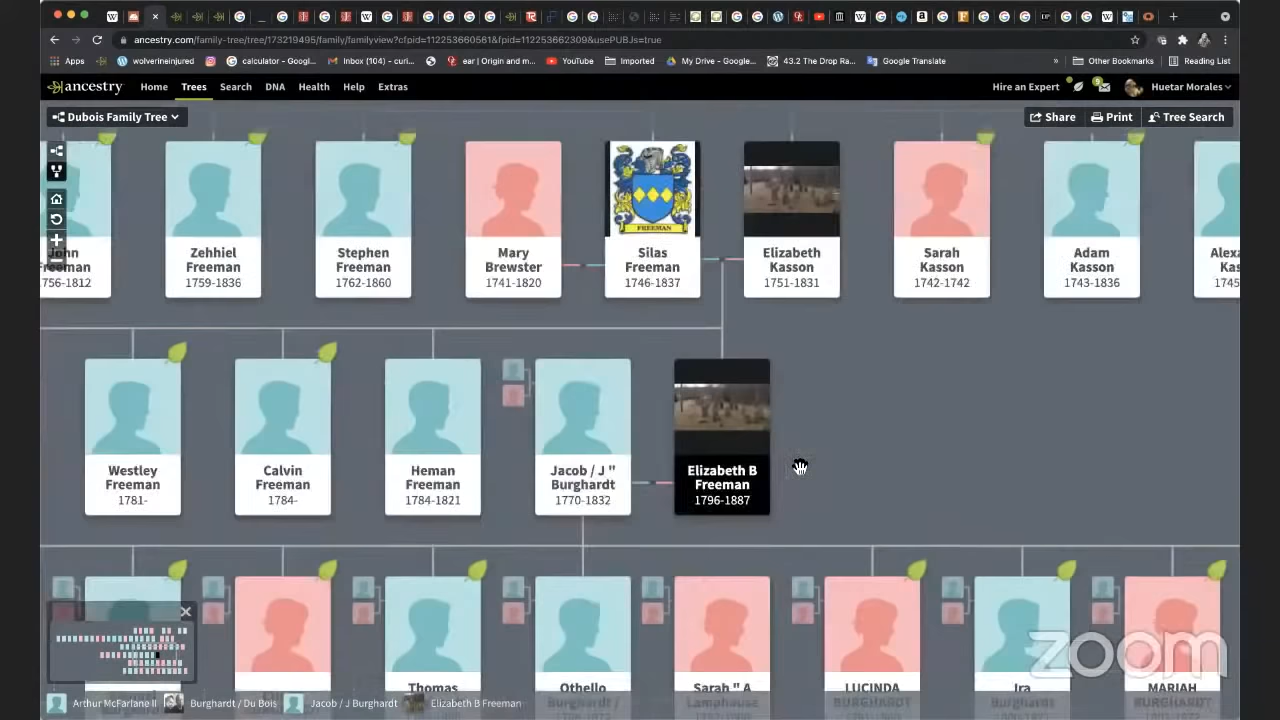 ancestry.com/family-tree/tree/173219495/family/familyview?cfpid=112253660561&fpid=112253662309&usePUBJs=true
Apps
wolverineinjured
calculator - Googl...
Inbox (104) - curi...
ear | Origin and m...
YouTube
Imported
My Drive - Google...
43.2 The Drop Ra...
Google Translate
»
Other Bookmarks
Reading List
ancestry
Home
Trees
Search
DNA
Health
Help
Extras
Hire an Expert
Huetar Morales
Dubois Family Tree
Share
Print
Tree Search
FREEMAN
John
Freeman
1756-1812
Zehhiel
Freeman
1759-1836
Stephen
Freeman
1762-1860
Mary
Brewster
1741-1820
Silas
Freeman
1746-1837
Elizabeth
Kasson
1751-1831
Sarah
Kasson
1742-1742
Adam
Kasson
1743-1836
Alexa
Kas
1745
Westley
Freeman
1781-
Calvin
Freeman
1784-
Heman
Freeman
1784-1821
Jacob / J "
Burghardt
1770-1832
Elizabeth B
Freeman
1796-1887
Thomas
Othello
Burghardt /
Sarah " A
Lamphouse
LUCINDA
BURGHARDT
Ira
MARIAH
BURGHARDT
zoom
Arthur McFarlane II
Burghardt / Du Bois
Jacob / J Burghardt
Elizabeth B Freeman